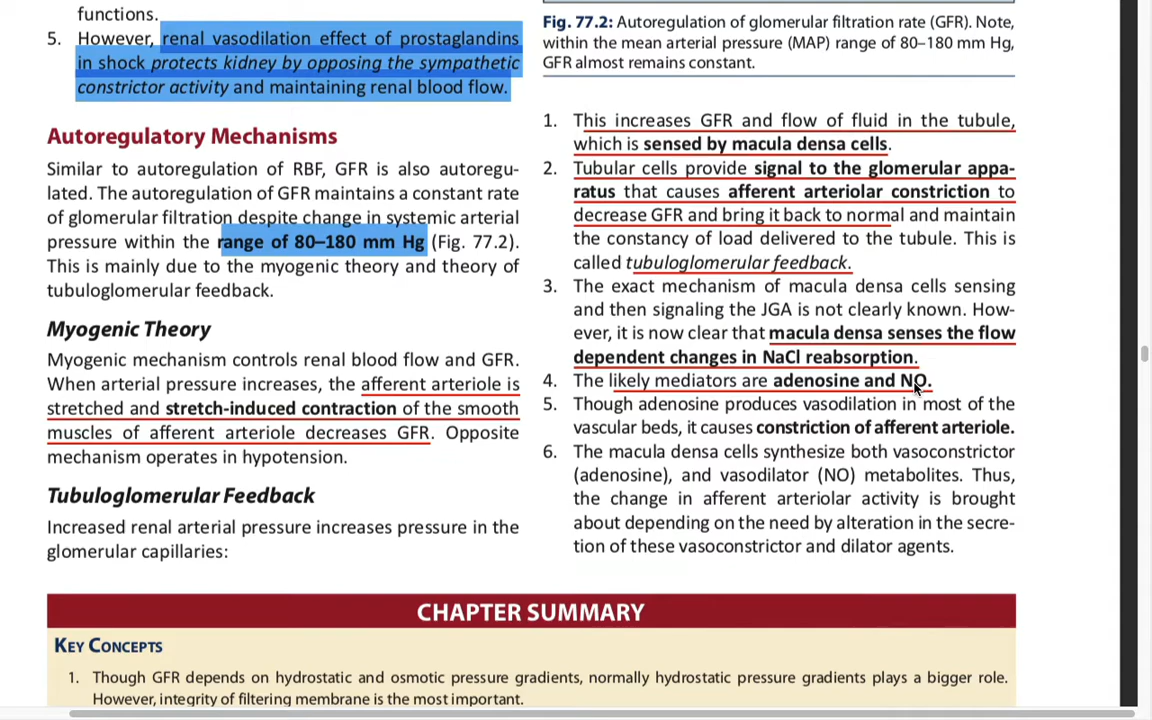 functions.
5. However, renal vasodilation effect of prostaglandins
in shock protects kidney by opposing the sympathetic
constrictor activity and maintaining renal blood flow.
Autoregulatory Mechanisms
Similar to autoregulation of RBF, GFR is also autoregu-
lated. The autoregulation of GFR maintains a constant rate
of glomerular filtration despite change in systemic arterial
pressure within the range of 80–180 mm Hg (Fig. 77.2).
This is mainly due to the myogenic theory and theory of
tubuloglomerular feedback.
Myogenic Theory
Myogenic mechanism controls renal blood flow and GFR.
When arterial pressure increases, the afferent arteriole is
stretched and stretch-induced contraction of the smooth
muscles of afferent arteriole decreases GFR. Opposite
mechanism operates in hypotension.
Tubuloglomerular Feedback
Increased renal arterial pressure increases pressure in the
glomerular capillaries:
Fig. 77.2: Autoregulation of glomerular filtration rate (GFR). Note,
within the mean arterial pressure (MAP) range of 80–180 mm Hg,
GFR almost remains constant.
1. This increases GFR and flow of fluid in the tubule,
which is sensed by macula densa cells.
2. Tubular cells provide signal to the glomerular appa-
ratus that causes afferent arteriolar constriction to
decrease GFR and bring it back to normal and maintain
the constancy of load delivered to the tubule. This is
called tubuloglomerular feedback.
3. The exact mechanism of macula densa cells sensing
and then signaling the JGA is not clearly known. How-
ever, it is now clear that macula densa senses the flow
dependent changes in NaCl reabsorption.
4. The likely mediators are adenosine and NO.
5. Though adenosine produces vasodilation in most of the
vascular beds, it causes constriction of afferent arteriole.
6. The macula densa cells synthesize both vasoconstrictor
(adenosine), and vasodilator (NO) metabolites. Thus,
the change in afferent arteriolar activity is brought
about depending on the need by alteration in the secre-
tion of these vasoconstrictor and dilator agents.
CHAPTER SUMMARY
KEY CONCEPTS
1. Though GFR depends on hydrostatic and osmotic pressure gradients, normally hydrostatic pressure gradients plays a bigger role.
However, integrity of filtering membrane is the most important.